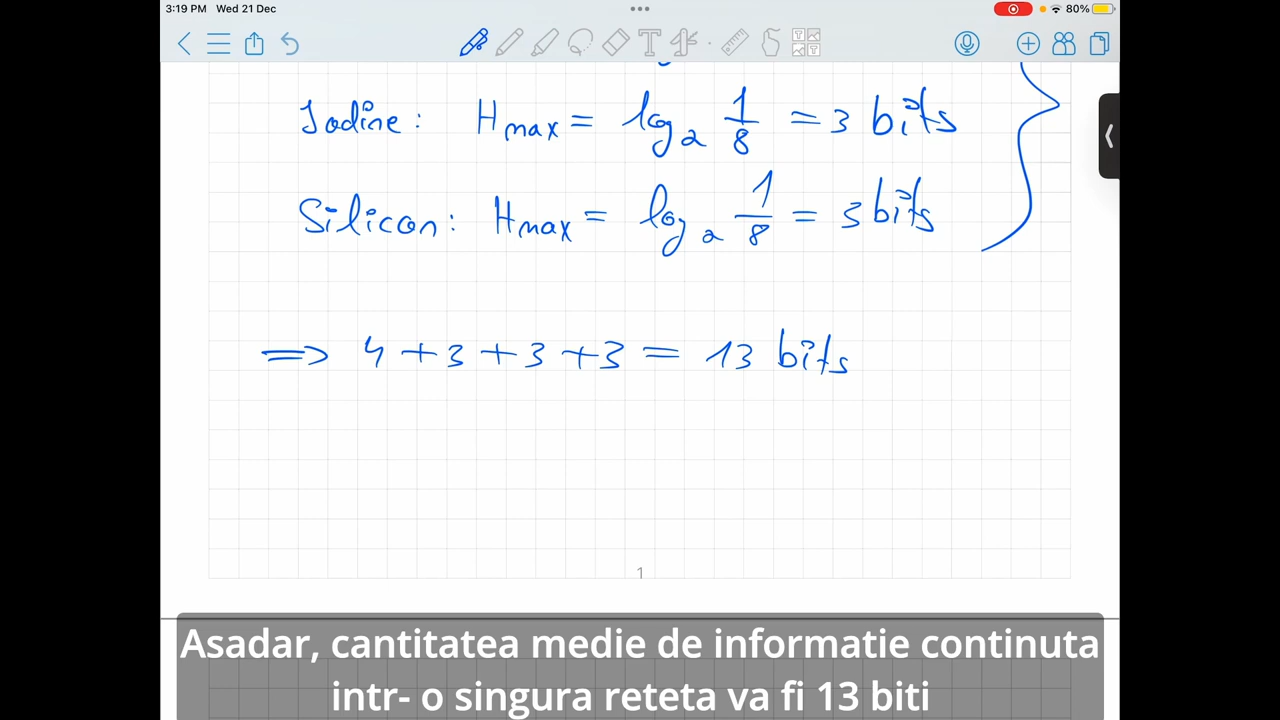 3:19 PM Wed 21 Dec
80%
Iodine: Hmax = log2 1/8 = 3 bits
Silicon: Hmax = log2 1/8 = 3 bits
⇒ 4 + 3 + 3 + 3 = 13 bits
1
Asadar, cantitatea medie de informatie continuta
intr- o singura reteta va fi 13 biti